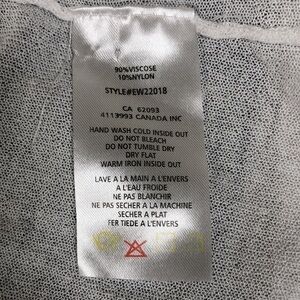 90%VISCOSE
10%NYLON
STYLE#EW22018
CA 62093
4113993 CANADA INC
HAND WASH COLD INSIDE OUT
DO NOT BLEACH
DO NOT TUMBLE DRY
DRY FLAT
WARM IRON INSIDE OUT
LAVE A LA MAIN A L'ENVERS
A L'EAU FROIDE
NE PAS BLANCHIR
NE PAS SECHER A LA MACHINE
SECHER A PLAT
FER TIEDE A L'ENVERS